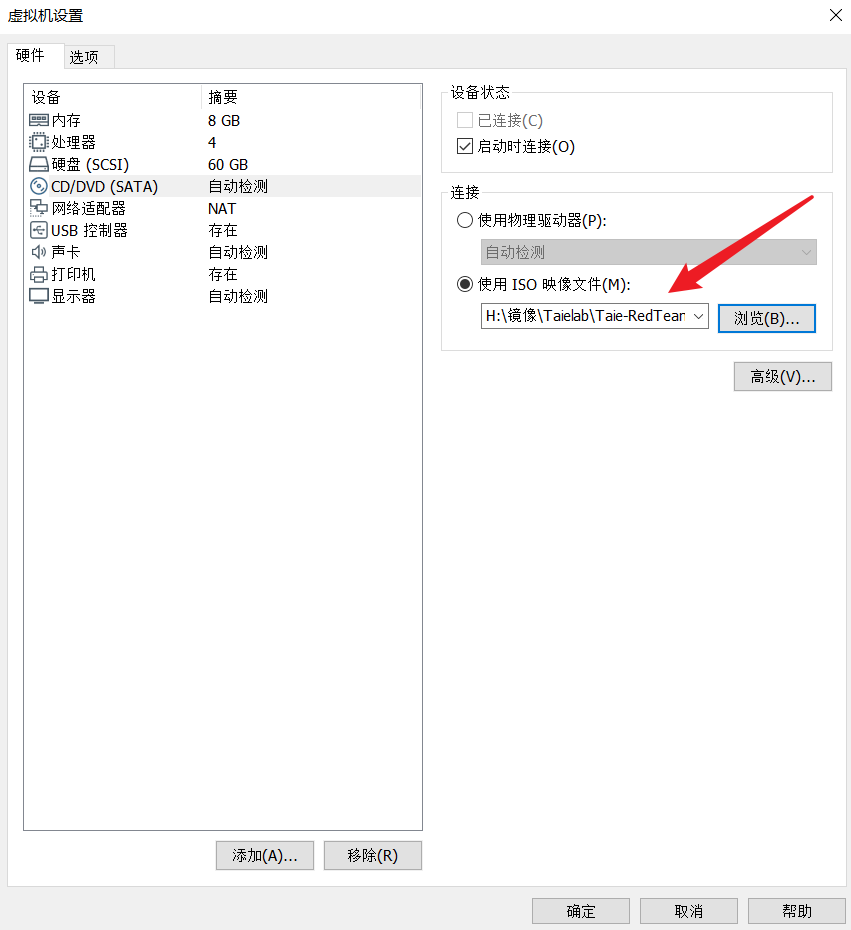 虚拟机设置
硬件 选项
设备 摘要
内存 8 GB
处理器 4
硬盘 (SCSI) 60 GB
CD/DVD (SATA) 自动检测
网络适配器 NAT
USB 控制器 存在
声卡 自动检测
打印机 存在
显示器 自动检测
添加(A)... 移除(R)
设备状态
已连接(C)
启动时连接(O)
连接
使用物理驱动器(P):
自动检测
使用 ISO 映像文件(M):
H:\镜像\Taielab\Taie-RedTean
浏览(B)...
高级(V)...
确定 取消 帮助